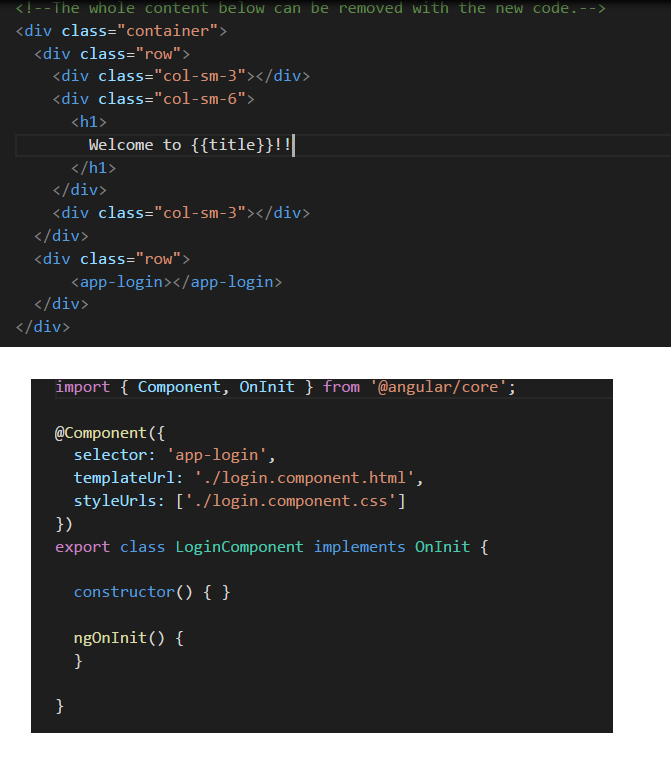 <!--The whole content below can be removed with the new code.-->
<div class="container">
<div class="row">
<div class="col-sm-3"></div>
<div class="col-sm-6">
<h1>
Welcome to {{title}}!!
</h1>
</div>
<div class="col-sm-3"></div>
</div>
<div class="row">
<app-login></app-login>
</div>
</div>
import { Component, OnInit } from '@angular/core';
@Component({
selector: 'app-login',
templateUrl: './login.component.html',
styleUrls: ['./login.component.css']
})
export class LoginComponent implements OnInit {
constructor() { }
ngOnInit() {
}
}